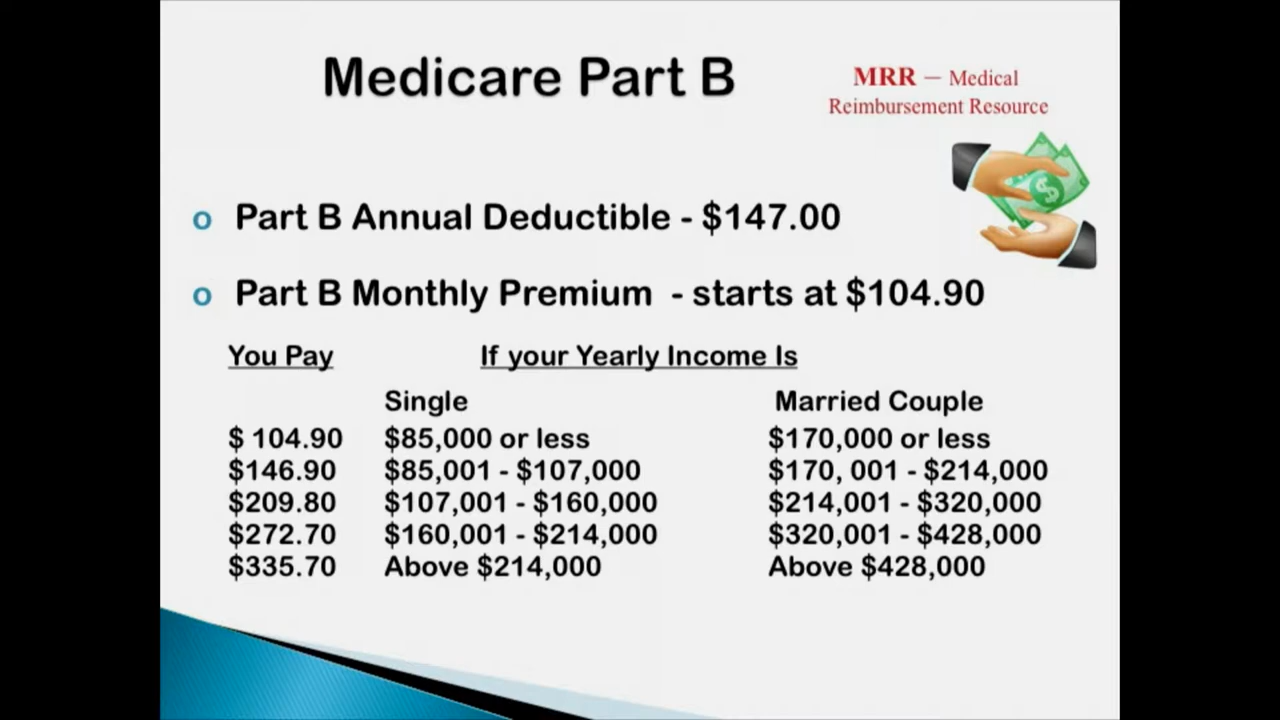 Medicare Part B
MRR – Medical
Reimbursement Resource
o Part B Annual Deductible - $147.00
o Part B Monthly Premium - starts at $104.90
You Pay If your Yearly Income Is
Single Married Couple
$ 104.90 $85,000 or less $170,000 or less
$146.90 $85,001 - $107,000 $170, 001 - $214,000
$209.80 $107,001 - $160,000 $214,001 - $320,000
$272.70 $160,001 - $214,000 $320,001 - $428,000
$335.70 Above $214,000 Above $428,000